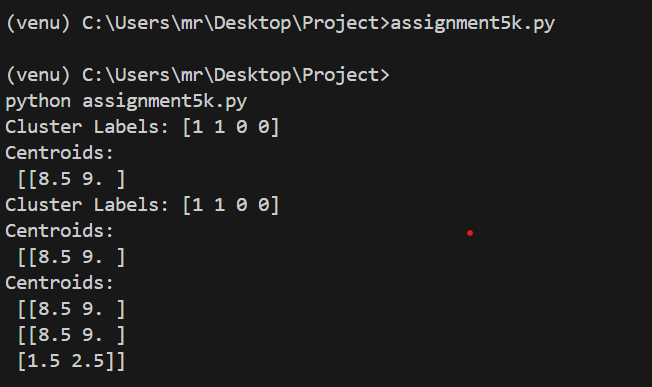 (venu) C:\Users\mr\Desktop\Project>assignment5k.py
(venu) C:\Users\mr\Desktop\Project>
python assignment5k.py
Cluster Labels: [1 1 0 0]
Centroids:
 [[8.5 9. ]
Cluster Labels: [1 1 0 0]
Centroids:
 [[8.5 9. ]
Centroids:
 [[8.5 9. ]
 [[8.5 9. ]
 [1.5 2.5]]